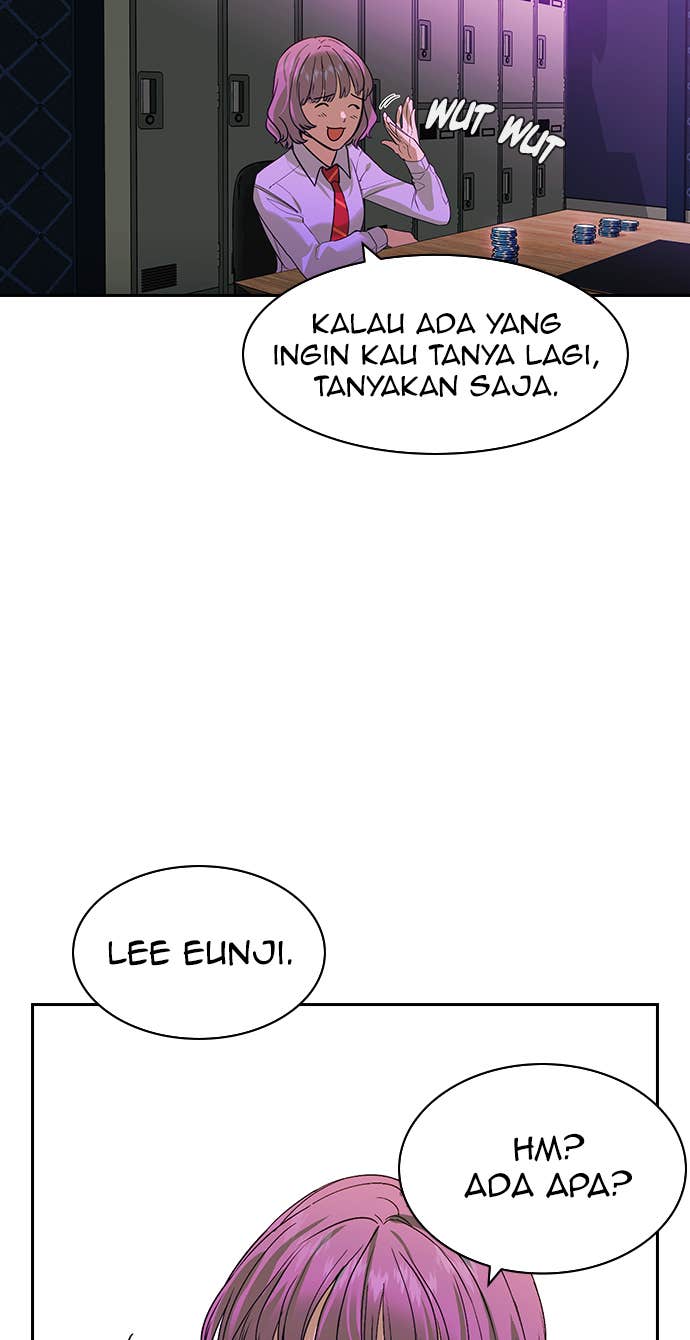 WUT WUT
KALAU ADA YANG
INGIN KAU TANYA LAGI,
TANYAKAN SAJA.
LEE EUNJI.
HM?
ADA APA?